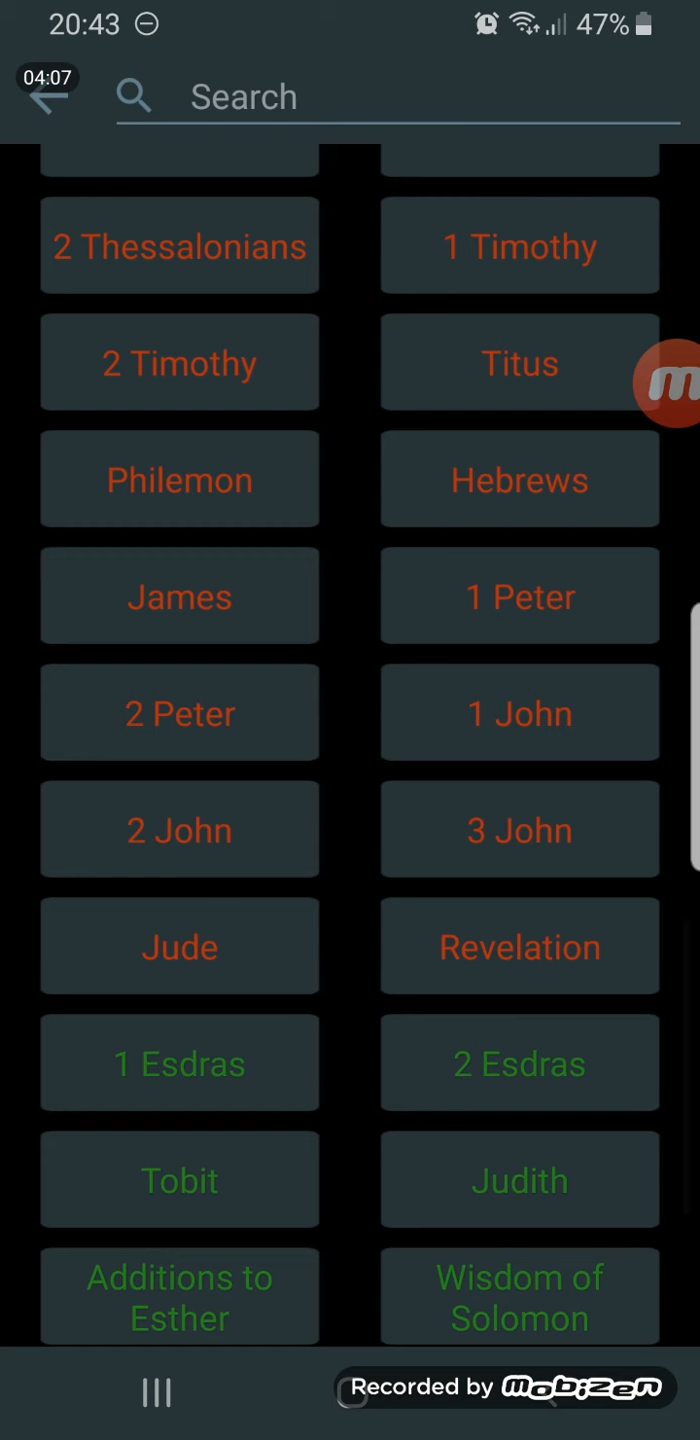 20:43 47%
04:07
Search
2 Thessalonians 1 Timothy
2 Timothy Titus
m
Philemon Hebrews
James 1 Peter
2 Peter 1 John
2 John 3 John
Jude Revelation
1 Esdras 2 Esdras
Tobit Judith
Additions to Esther
Wisdom of Solomon
Recorded by mobizen